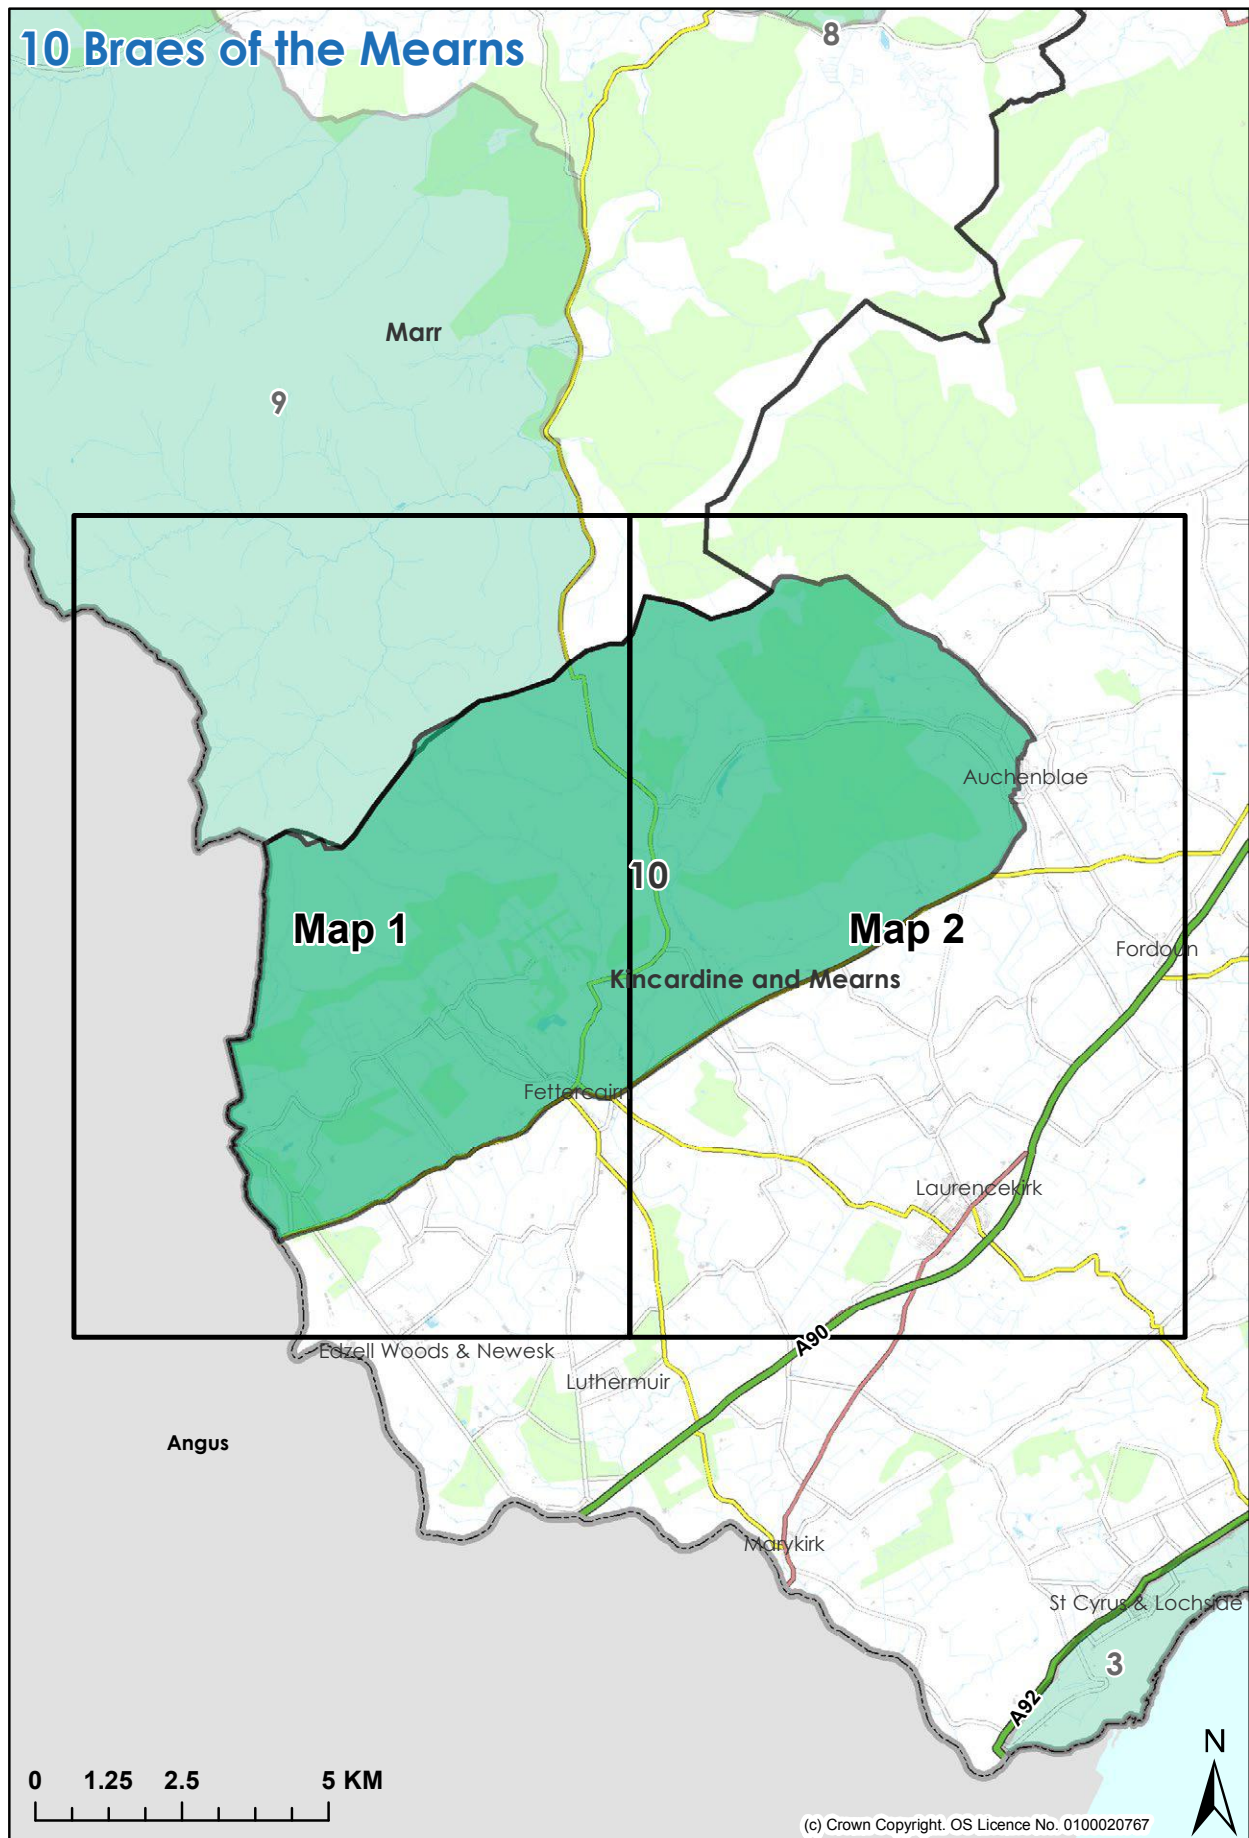 10 Braes of the Mearns
8
Marr
9
Auchenblae
10
Map 1
Map 2
Fordoun
Kincardine and Mearns
Fettercairn
Laurencekirk
A90
Edzell Woods & Newesk
Luthermuir
Angus
Marykirk
St Cyrus & Lochside
3
A92
N
0 1.25 2.5 5 KM
(c) Crown Copyright. OS Licence No. 0100020767